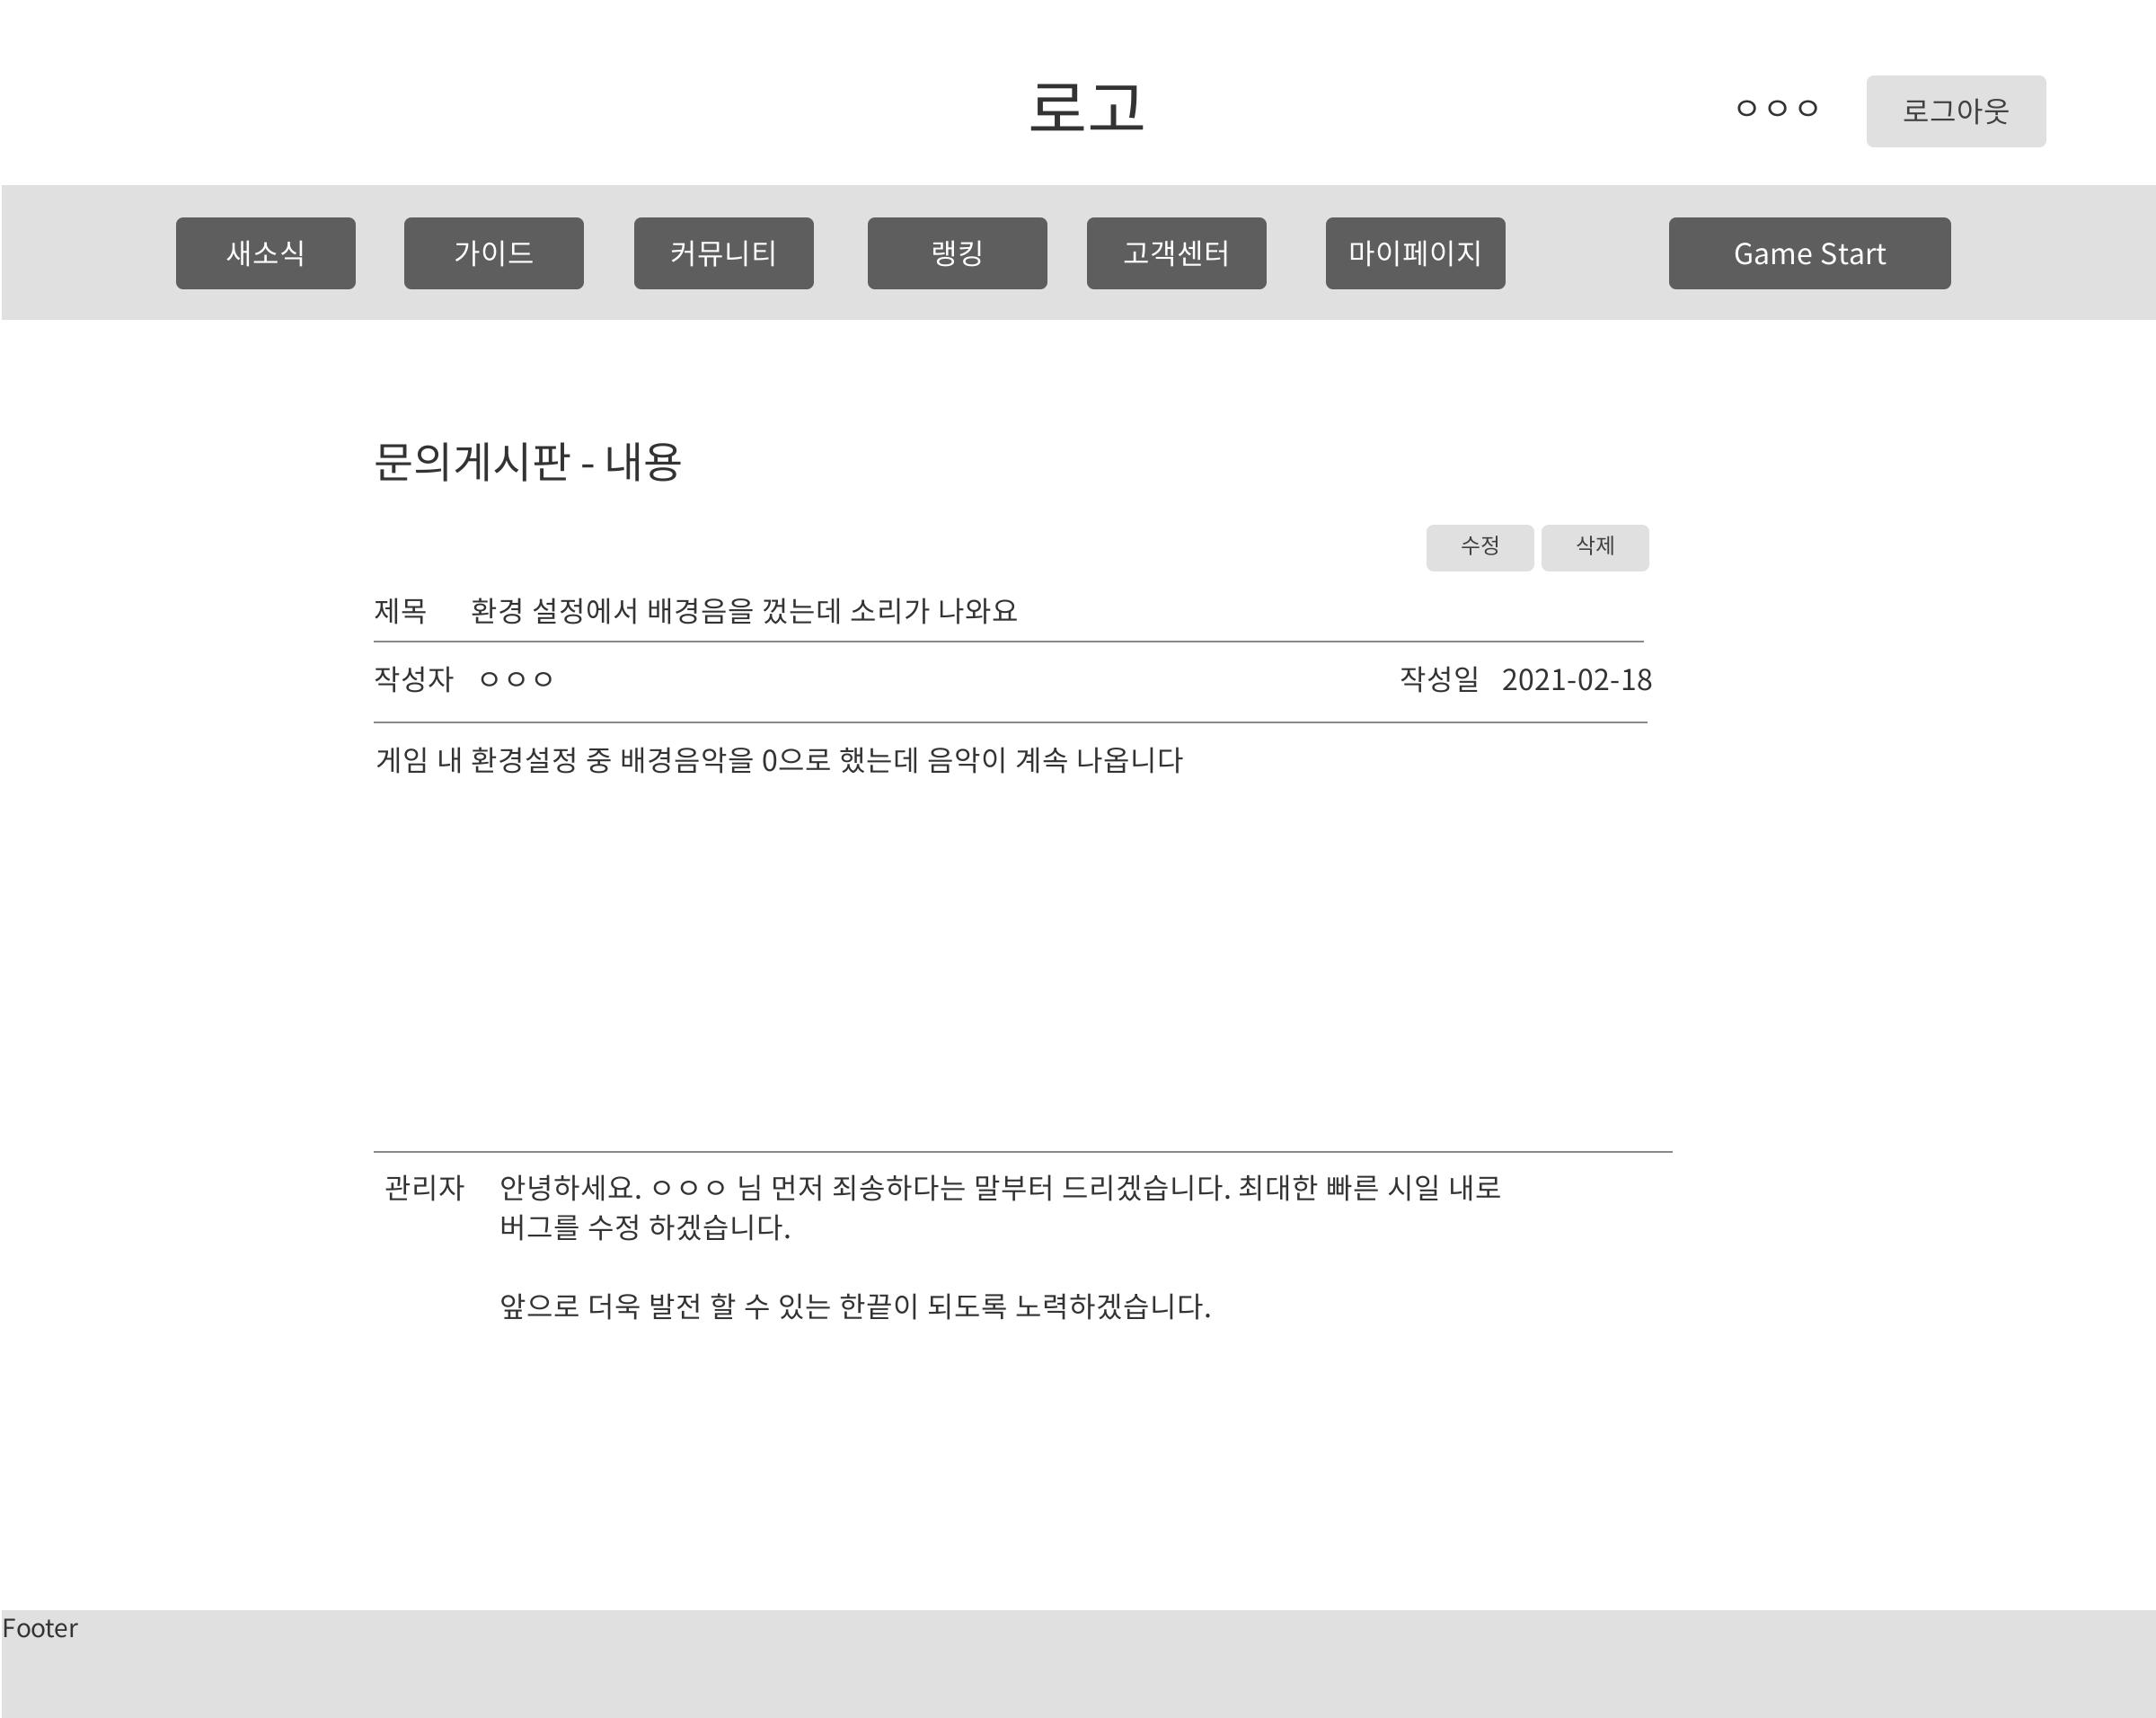 로고
ㅇㅇㅇ 로그아웃
새소식 가이드 커뮤니티 랭킹 고객센터 마이페이지 Game Start
문의게시판 - 내용
수정 삭제
제목 환경 설정에서 배경음을 껐는데 소리가 나와요
작성자 ㅇㅇㅇ 작성일 2021-02-18
게임 내 환경설정 중 배경음악을 0으로 했는데 음악이 계속 나옵니다
관리자 안녕하세요. ㅇㅇㅇ 님 먼저 죄송하다는 말부터 드리겠습니다. 최대한 빠른 시일 내로
버그를 수정 하겠습니다.
앞으로 더욱 발전 할 수 있는 한끝이 되도록 노력하겠습니다.
Footer